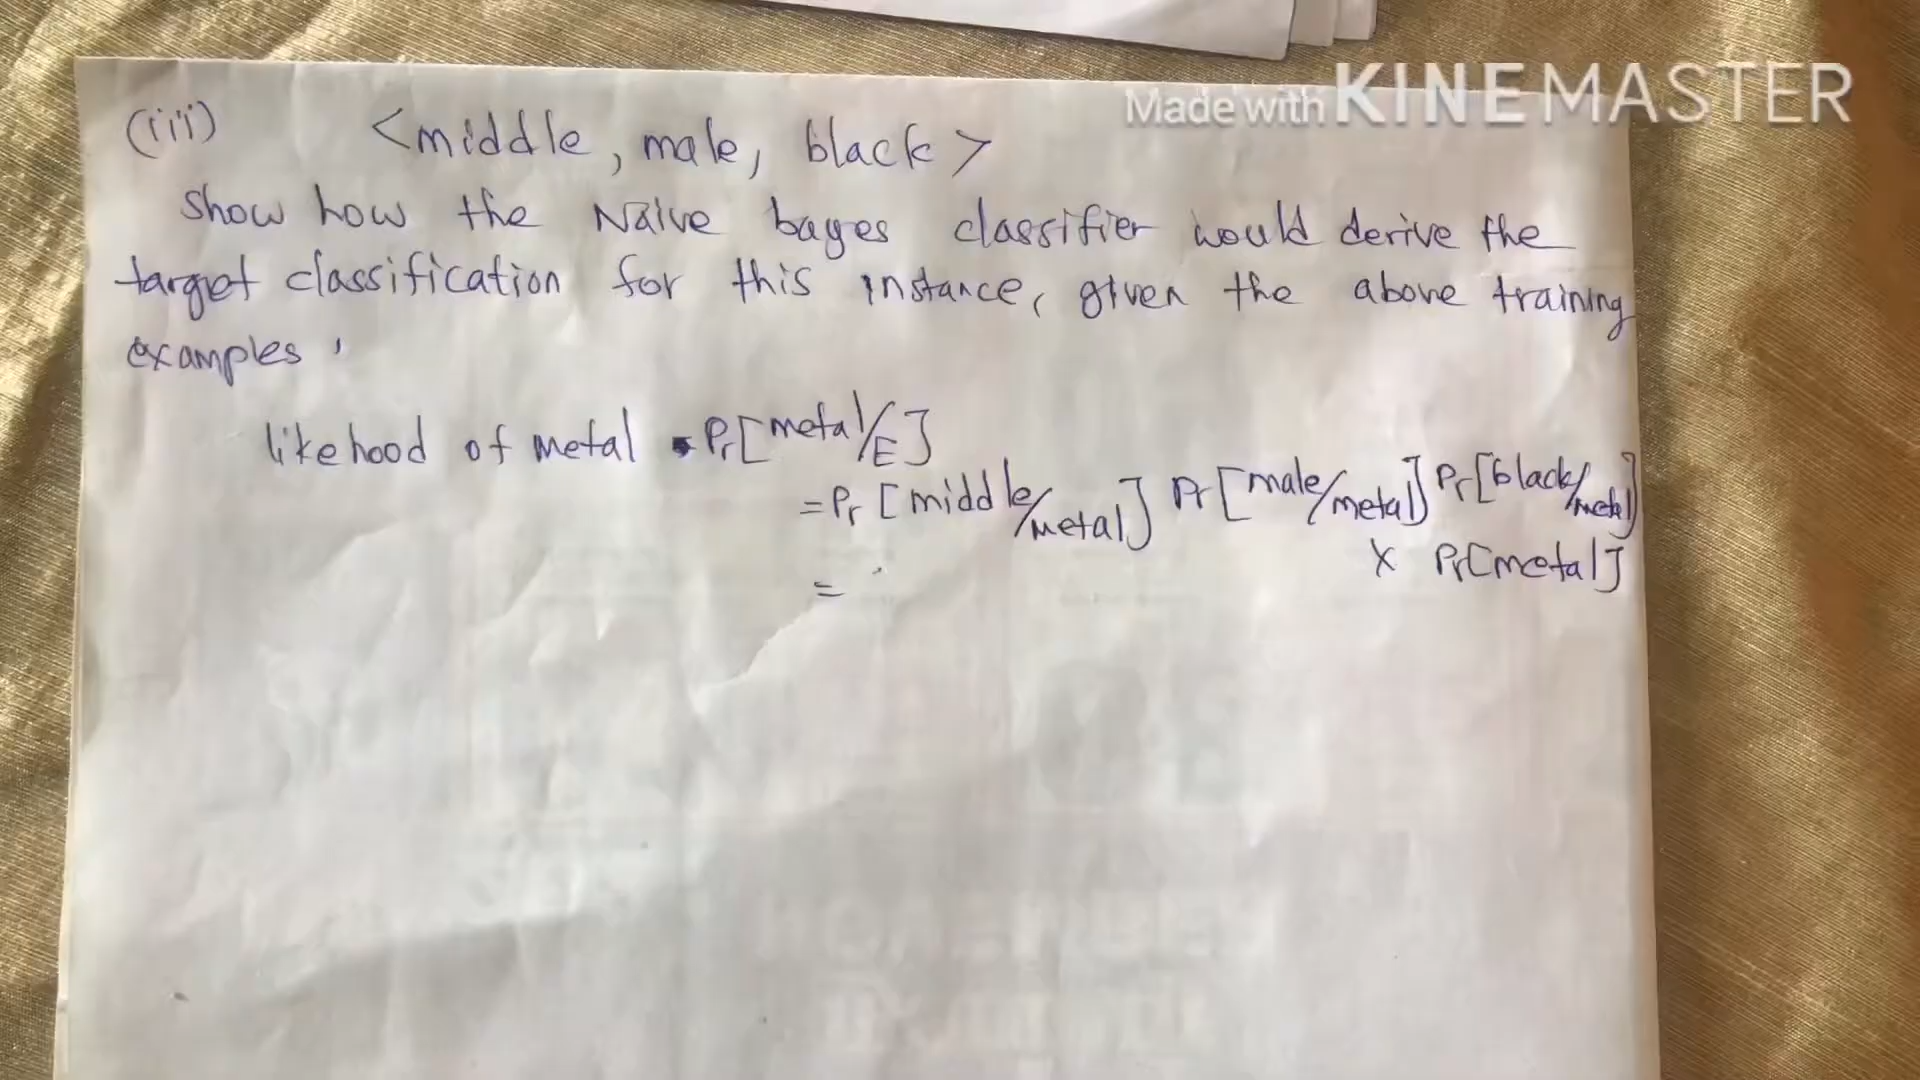 Made with KINEMASTER
(iii) <middle, male, black>
Show how the Naive bayes classifier would derive the
target classification for this instance, given the above training
examples.
likehood of metal = Pr[metal/E]
= Pr [middle/metal] Pr[male/metal] Pr[black/metal]
x Pr[metal]
=